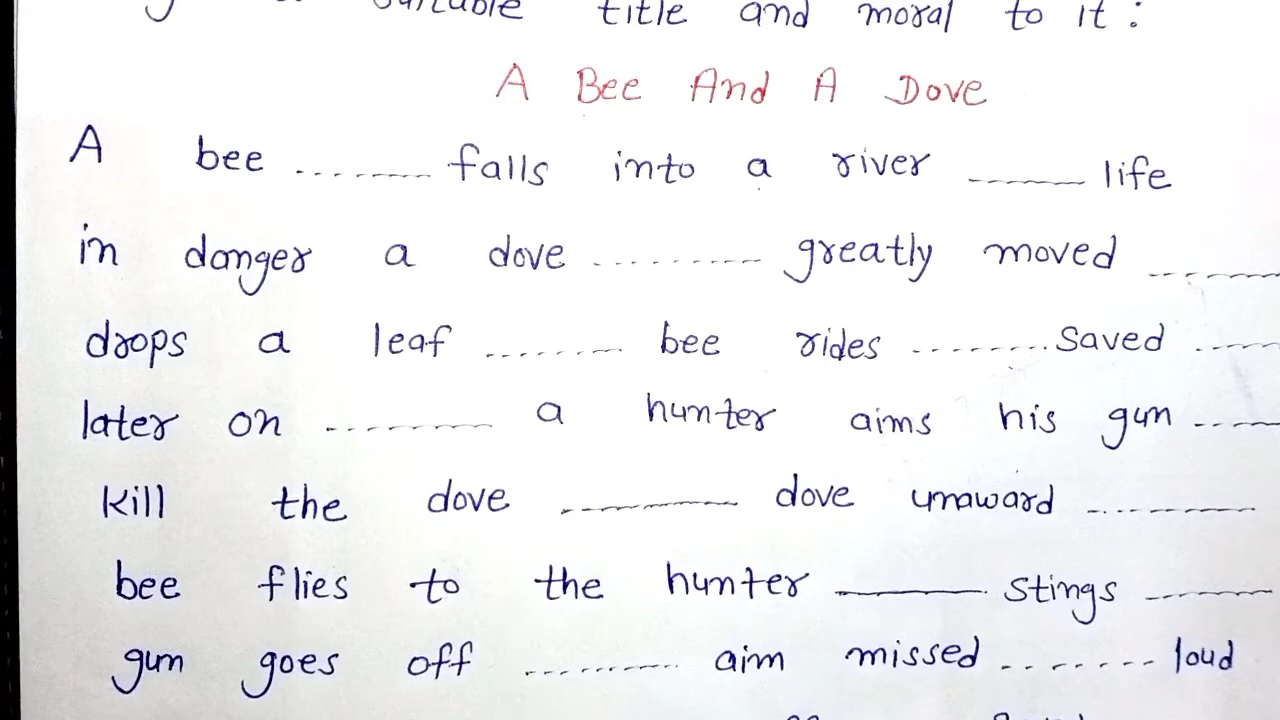 suitable title and moral to it :
A Bee And A Dove
A bee ........ falls into a river ........ life
in danger a dove ........ greatly moved ........
drops a leaf ........ bee rides ........ saved ........
later on ........ a hunter aims his gun ........
kill the dove ........ dove unaward ........
bee flies to the hunter ........ stings ........
gun goes off ........ aim missed ........ loud